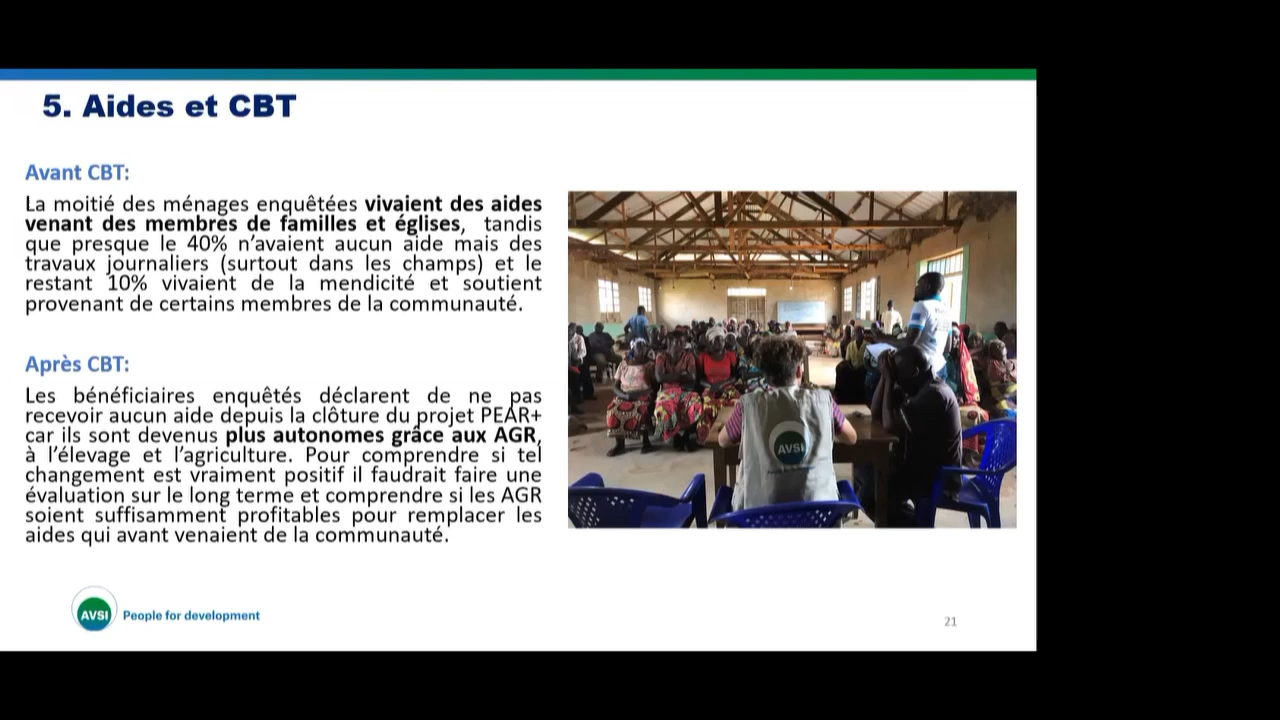 5. Aides et CBT
Avant CBT:
La moitié des ménages enquêtées vivaient des aides
venant des membres de familles et églises, tandis
que presque le 40% n’avaient aucun aide mais des
travaux journaliers (surtout dans les champs) et le
restant 10% vivaient de la mendicité et soutient
provenant de certains membres de la communauté.
Après CBT:
Les bénéficiaires enquêtés déclarent de ne pas
recevoir aucun aide depuis la clôture du projet PEAR+
car ils sont devenus plus autonomes grâce aux AGR,
à l’élevage et l’agriculture. Pour comprendre si tel
changement est vraiment positif il faudrait faire une
évaluation sur le long terme et comprendre si les AGR
soient suffisamment profitables pour remplacer les
aides qui avant venaient de la communauté.
AVSI
AVSI
People for development
21